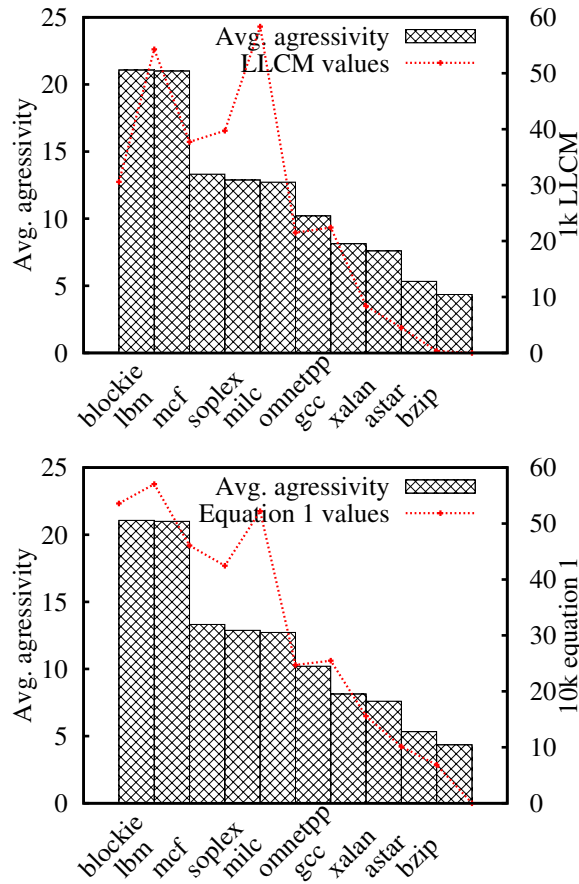 25
20
15
10
5
0
60
50
40
30
20
10
0
Avg. agressivity
1k LLCM
Avg. agressivity
LLCM values
blockie
lbm
mcf
soplex
milc
omnetpp
gcc
xalan
astar
bzip
25
20
15
10
5
0
60
50
40
30
20
10
0
Avg. agressivity
10k equation 1
Avg. agressivity
Equation 1 values
blockie
lbm
mcf
soplex
milc
omnetpp
gcc
xalan
astar
bzip